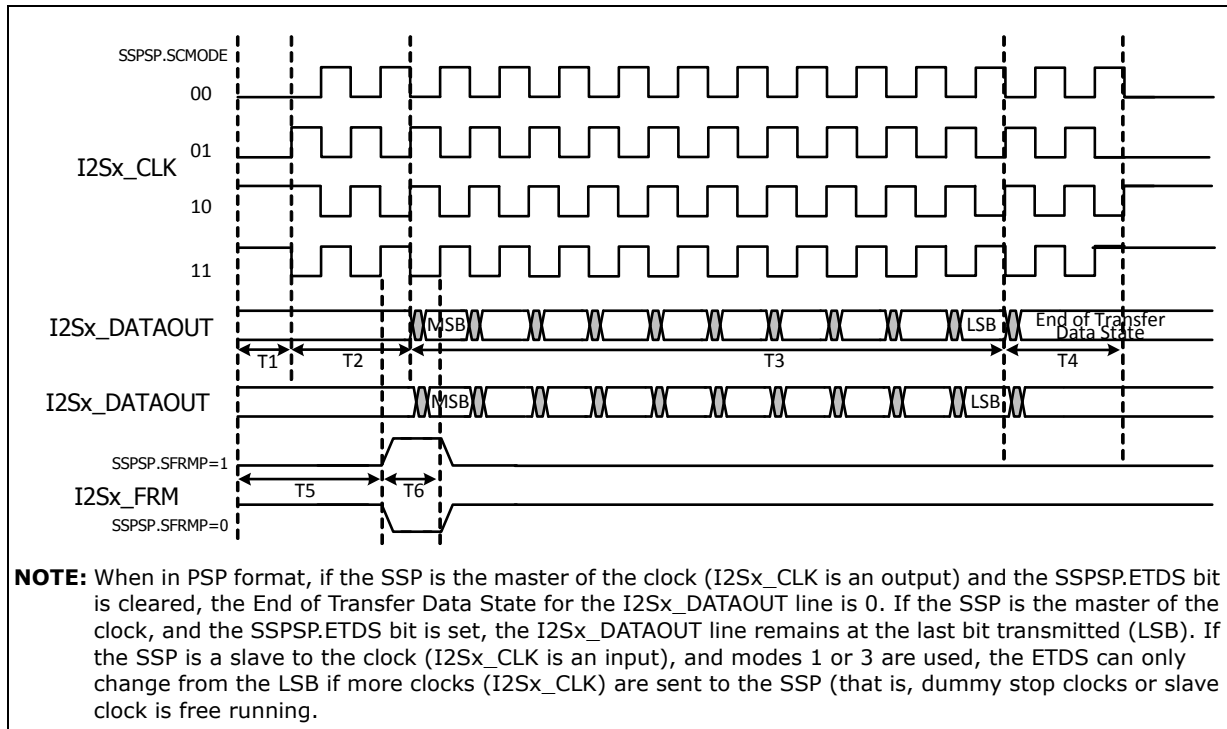 SSPSP.SCMODE
00
I2Sx_CLK
01
10
11
I2Sx_DATAOUT
MSB
LSB
End of Transfer
Data State
T1
T2
T3
T4
I2Sx_DATAOUT
MSB
LSB
SSPSP.SFRMP=1
T5
T6
I2Sx_FRM
SSPSP.SFRMP=0
NOTE: When in PSP format, if the SSP is the master of the clock (I2Sx_CLK is an output) and the SSPSP.ETDS bit
is cleared, the End of Transfer Data State for the I2Sx_DATAOUT line is 0. If the SSP is the master of the
clock, and the SSPSP.ETDS bit is set, the I2Sx_DATAOUT line remains at the last bit transmitted (LSB). If
the SSP is a slave to the clock (I2Sx_CLK is an input), and modes 1 or 3 are used, the ETDS can only
change from the LSB if more clocks (I2Sx_CLK) are sent to the SSP (that is, dummy stop clocks or slave
clock is free running.